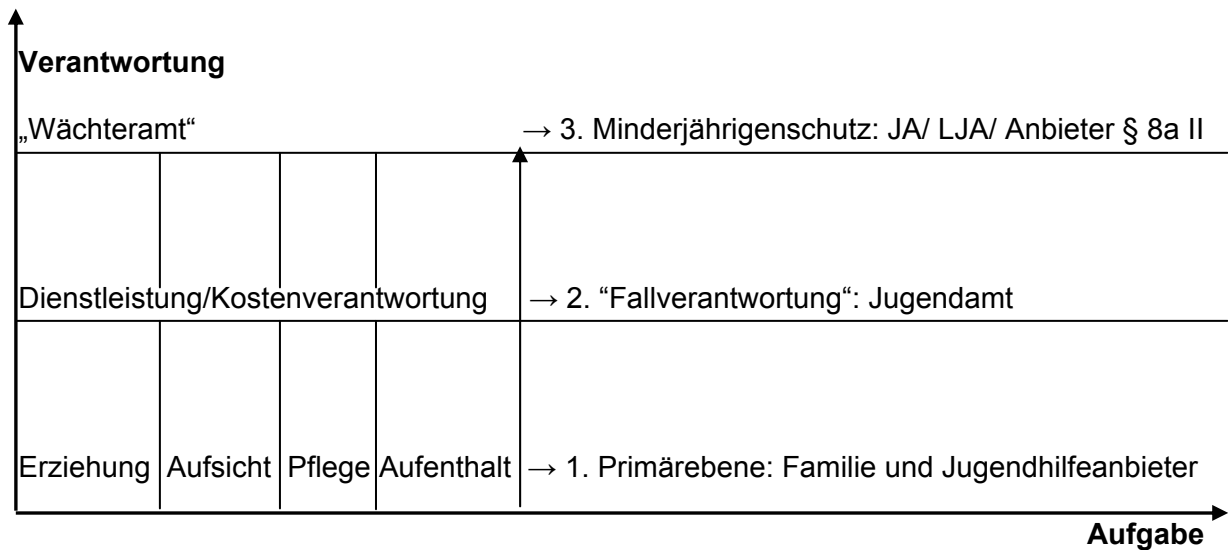 Verantwortung
„Wächteramt“ → 3. Minderjährigenschutz: JA/ LJA/ Anbieter § 8a II
Dienstleistung/Kostenverantwortung → 2. “Fallverantwortung“: Jugendamt
Erziehung Aufsicht Pflege Aufenthalt → 1. Primärebene: Familie und Jugendhilfeanbieter
Aufgabe